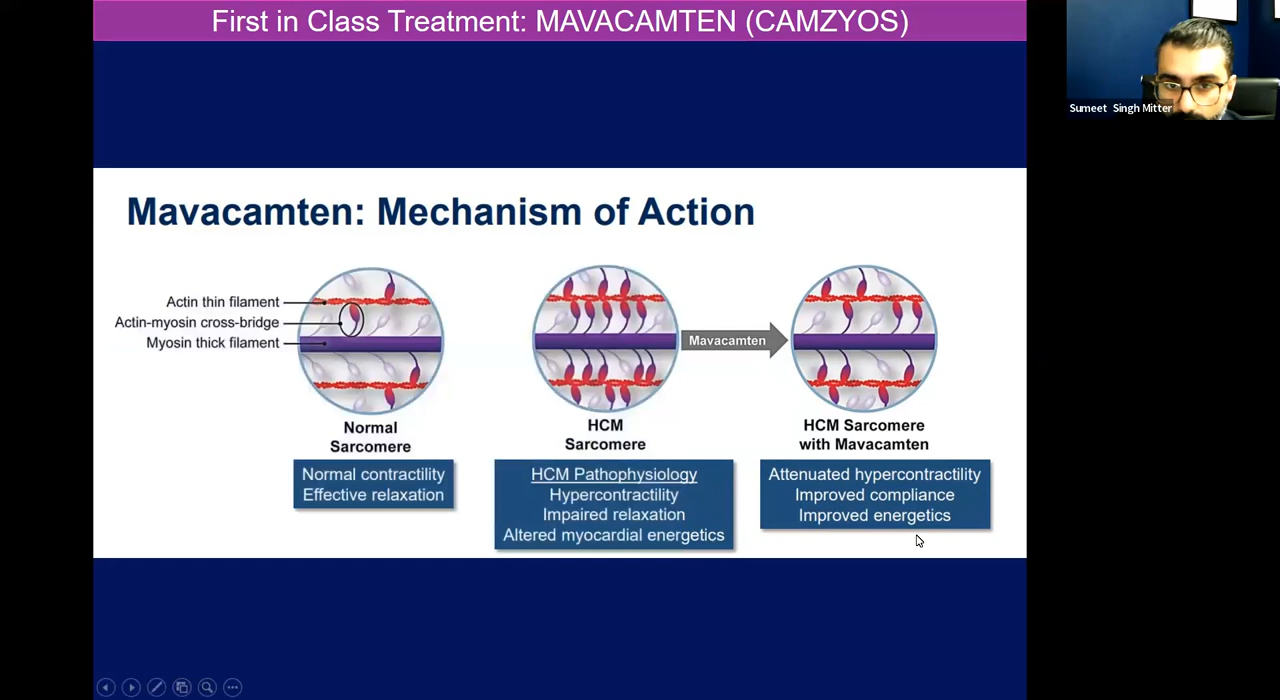 First in Class Treatment: MAVACAMTEN (CAMZYOS)
Sumeet Singh Mitter
Mavacamten: Mechanism of Action
Actin thin filament
Actin-myosin cross-bridge
Myosin thick filament
Mavacamten
Normal
Sarcomere
HCM
Sarcomere
HCM Sarcomere
with Mavacamten
Normal contractility
Effective relaxation
HCM Pathophysiology
Hypercontractility
Impaired relaxation
Altered myocardial energetics
Attenuated hypercontractility
Improved compliance
Improved energetics